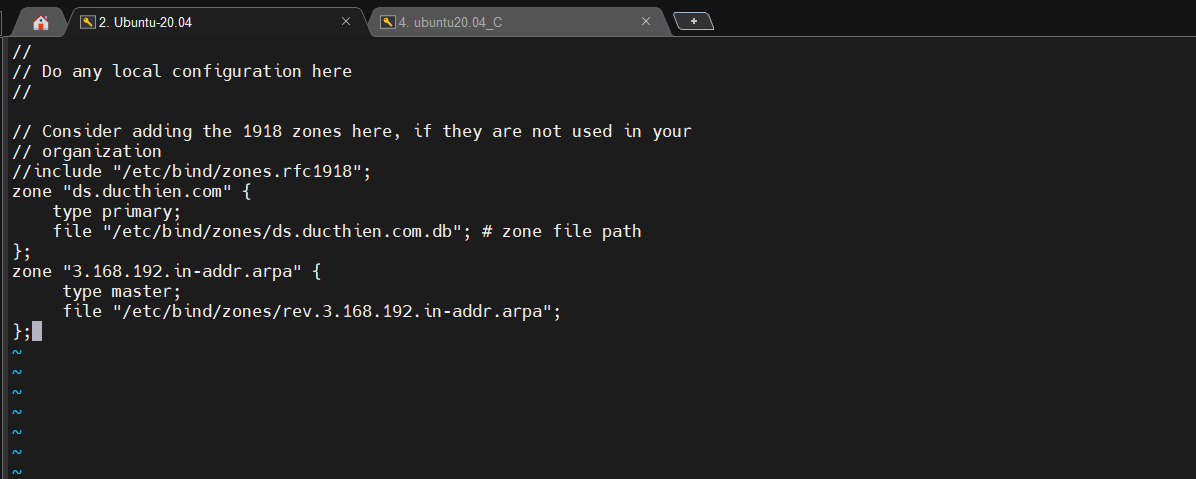 2. Ubuntu-20.04
4. ubuntu20.04_C
//
// Do any local configuration here
//
// Consider adding the 1918 zones here, if they are not used in your
// organization
//include "/etc/bind/zones.rfc1918";
zone "ds.ducthien.com" {
    type primary;
    file "/etc/bind/zones/ds.ducthien.com.db"; # zone file path
};
zone "3.168.192.in-addr.arpa" {
     type master;
     file "/etc/bind/zones/rev.3.168.192.in-addr.arpa";
};
~
~
~
~
~
~
~